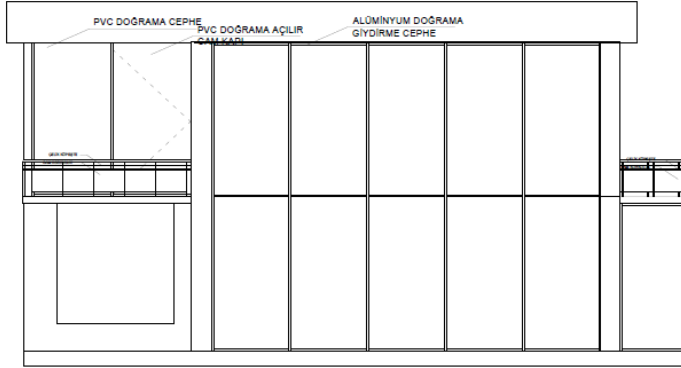 PVC DOĞRAMA CEPHE
PVC DOĞRAMA AÇILIR
CAM KAPI
ALÜMİNYUM DOĞRAMA
GİYDİRME CEPHE